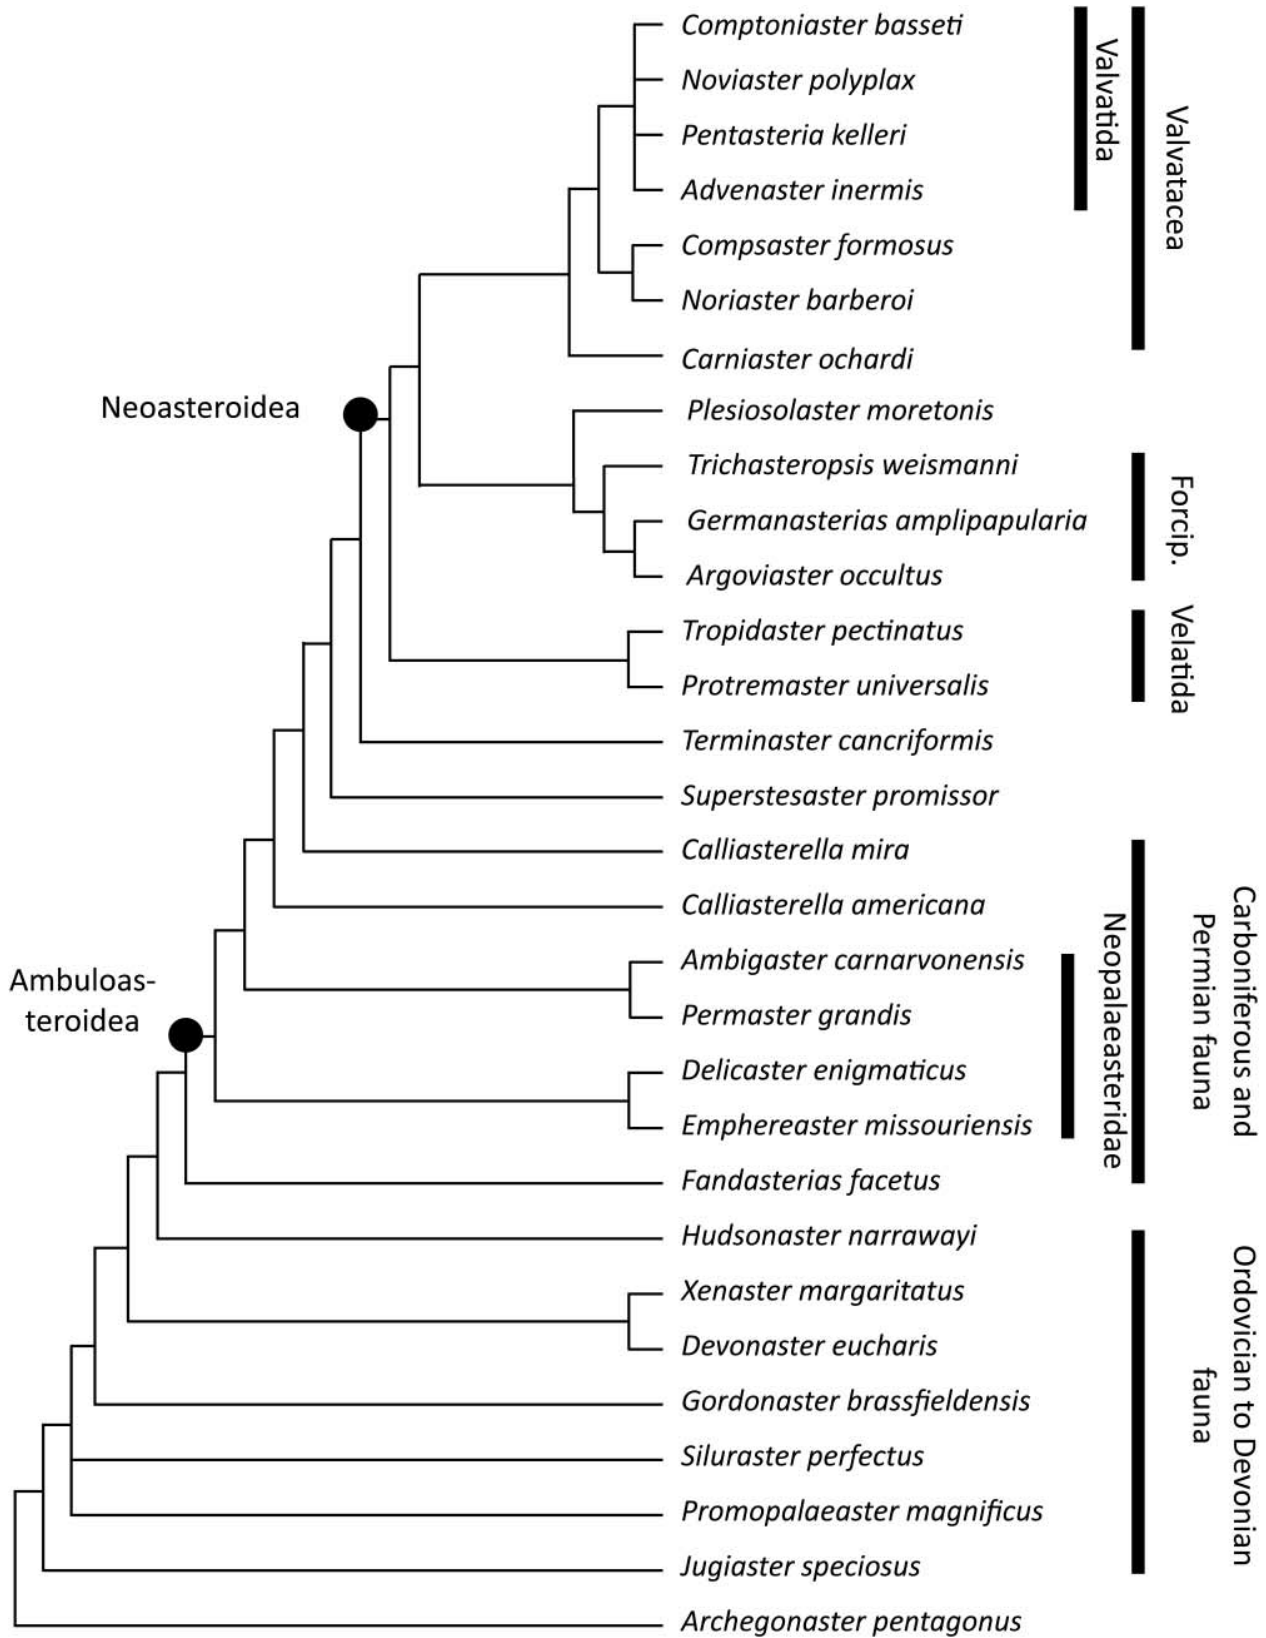 Comptoniaster basseti
Noviaster polyplax
Pentasteria kelleri
Advenaster inermis
Compsaster formosus
Noriaster barberoi
Carniaster ochardi
Plesiosolaster moretonis
Trichasteropsis weismanni
Germanasterias amplipapularia
Argoviaster occultus
Tropidaster pectinatus
Protremaster universalis
Terminaster cancriformis
Superstesaster promissor
Calliasterella mira
Calliasterella americana
Ambigaster carnarvonensis
Permaster grandis
Delicaster enigmaticus
Emphereaster missouriensis
Fandasterias facetus
Hudsonaster narrawayi
Xenaster margaritatus
Devonaster eucharis
Gordonaster brassfieldensis
Siluraster perfectus
Promopalaeaster magnificus
Jugiaster speciosus
Archegonaster pentagonus
Neoasteroidea
Ambuloas-
teroidea
Valvatida
Valvatacea
Forcip.
Velatida
Neopalaeasteridae
Carboniferous and
Permian fauna
Ordovician to Devonian
fauna